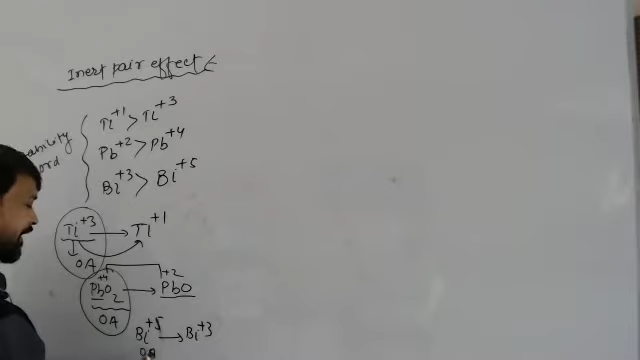 Inert pair effect
Tl+1 > Tl+3
Pb+2 > Pb+4
Bi+3 > Bi+5
Tl+3 → Tl+1
OA
+4 +2
PbO2 → PbO
OA
Bi+5 → Bi+3
OA